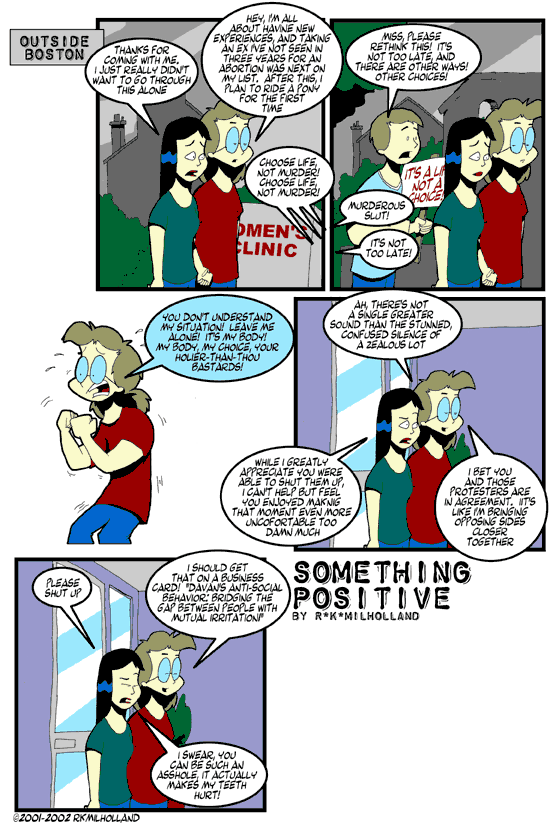 OUTSIDE
BOSTON
THANKS FOR
COMING WITH ME.
I JUST REALLY DIDN'T
WANT TO GO THROUGH
THIS ALONE
HEY, I'M ALL
ABOUT HAVING NEW
EXPERIENCES, AND TAKING
AN EX I'VE NOT SEEN IN
THREE YEARS FOR AN
ABORTION WAS NEXT ON
MY LIST. AFTER THIS, I
PLAN TO RIDE A PONY
FOR THE FIRST
TIME
CHOOSE LIFE,
NOT MURDER!
CHOOSE LIFE,
NOT MURDER!
OMEN'S
CLINIC
MISS, PLEASE
RETHINK THIS! IT'S
NOT TOO LATE, AND
THERE ARE OTHER WAYS!
OTHER CHOICES!
IT'S A LI
NOT A
CHOICE!
MURDEROUS
SLUT!
IT'S NOT
TOO LATE!
YOU DON'T UNDERSTAND
MY SITUATION! LEAVE ME
ALONE! IT'S MY BODY!
MY BODY, MY CHOICE, YOUR
HOLIER-THAN-THOU
BASTARDS!
AH, THERE'S NOT
A SINGLE GREATER
SOUND THAN THE STUNNED,
CONFUSED SILENCE OF
A ZEALOUS LOT
WHILE I GREATLY
APPRECIATE YOU WERE
ABLE TO SHUT THEM UP,
I CAN'T HELP BUT FEEL
YOU ENJOYED MAKNIG
THAT MOMENT EVEN MORE
UNCOFORTABLE TOO
DAMN MUCH
I BET YOU
AND THOSE
PROTESTERS ARE
IN AGREEMENT. IIT'S
LIKE I'M BRINGING
OPPOSING SIDES
CLOSER
TOGETHER
PLEASE
SHUT UP
I SHOULD GET
THAT ON A BUSINESS
CARD! "DAVAN'S ANTI-SOCIAL
BEHAVIOR: BRIDGING THE
GAP BETWEEN PEOPLE WITH
MUTUAL IRRITATION!"
I SWEAR, YOU
CAN BE SUCH AN
ASSHOLE, IT ACTUALLY
MAKES MY TEETH
HURT!
SOMETHING
POSITIVE
BY R*K*MILHOLLAND
©2001-2002 RKMILHOLLAND